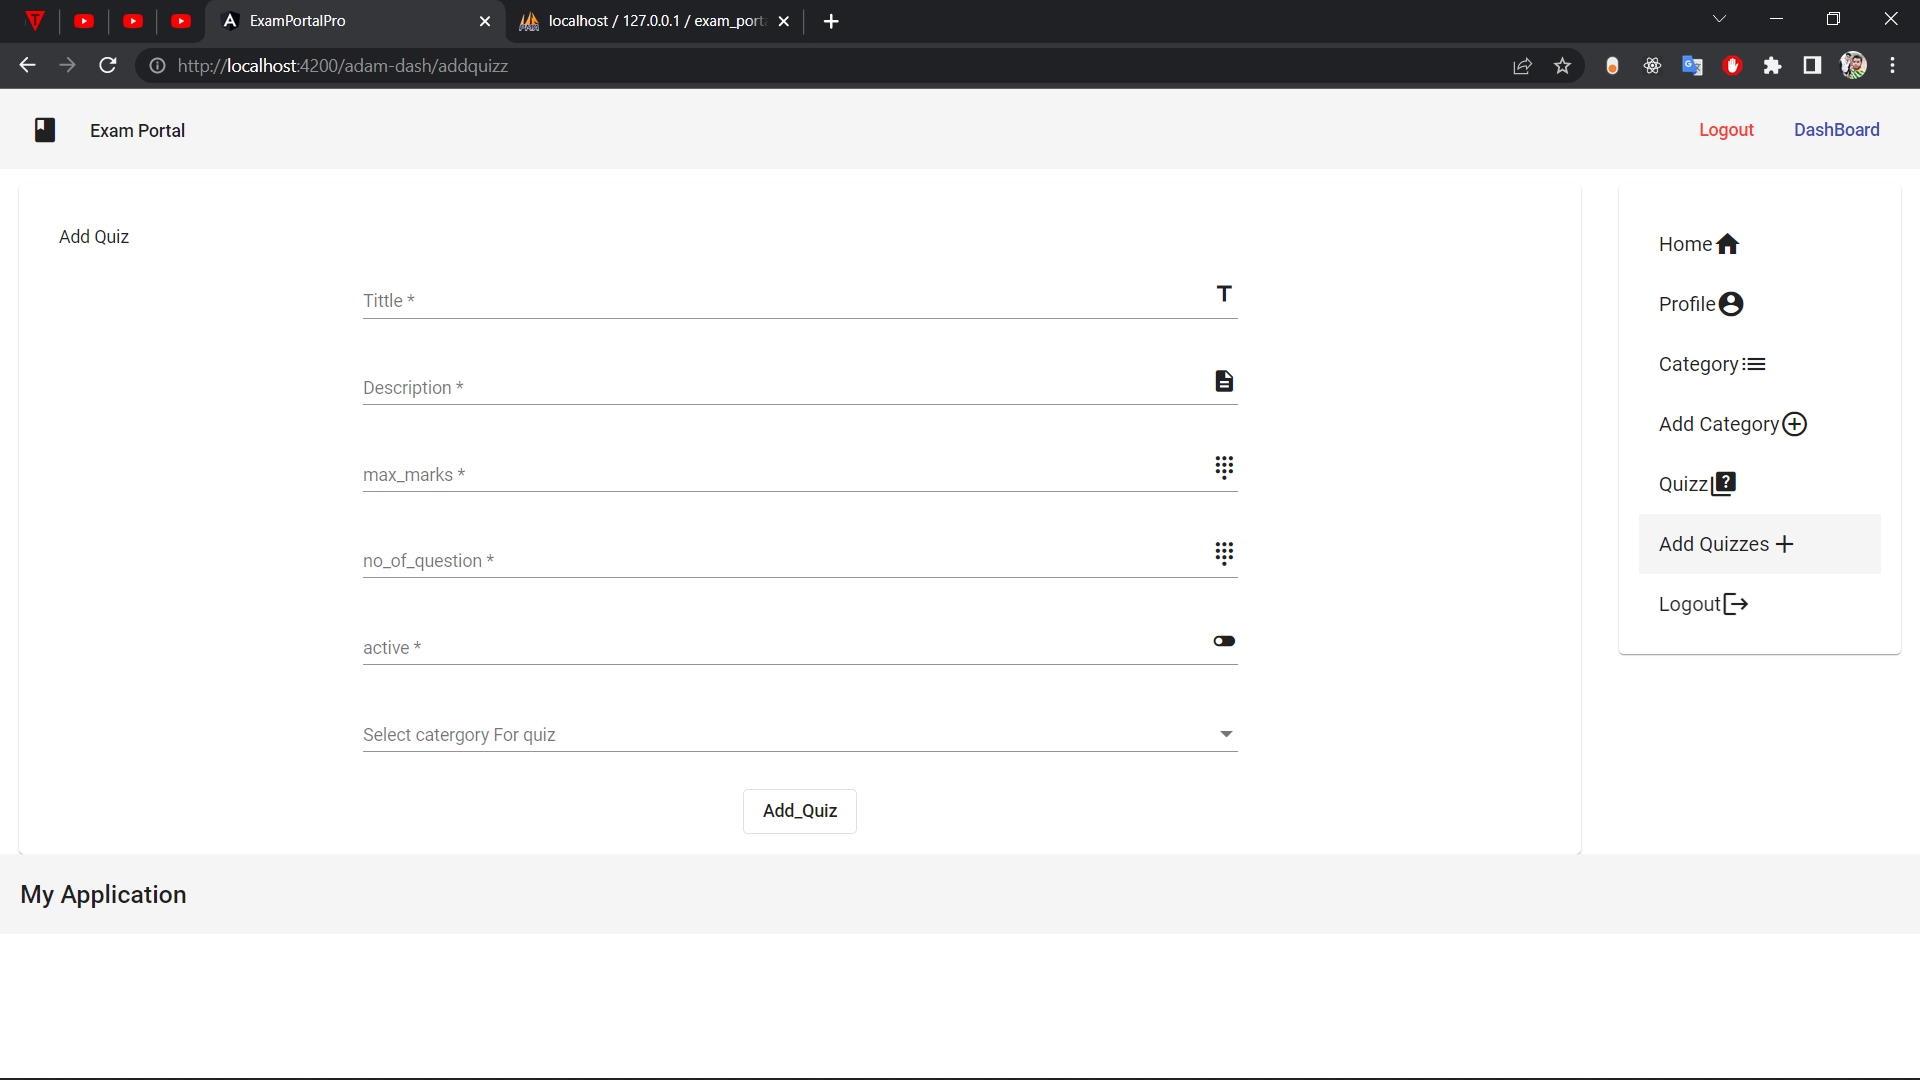 ExamPortalPro
localhost / 127.0.0.1 / exam_port
http://localhost:4200/adam-dash/addquizz
Exam Portal
Logout
DashBoard
Add Quiz
Tittle *
Description *
max_marks *
no_of_question *
active *
Select catergory For quiz
Add_Quiz
Home
Profile
Category
Add Category
Quizz
Add Quizzes
Logout
My Application